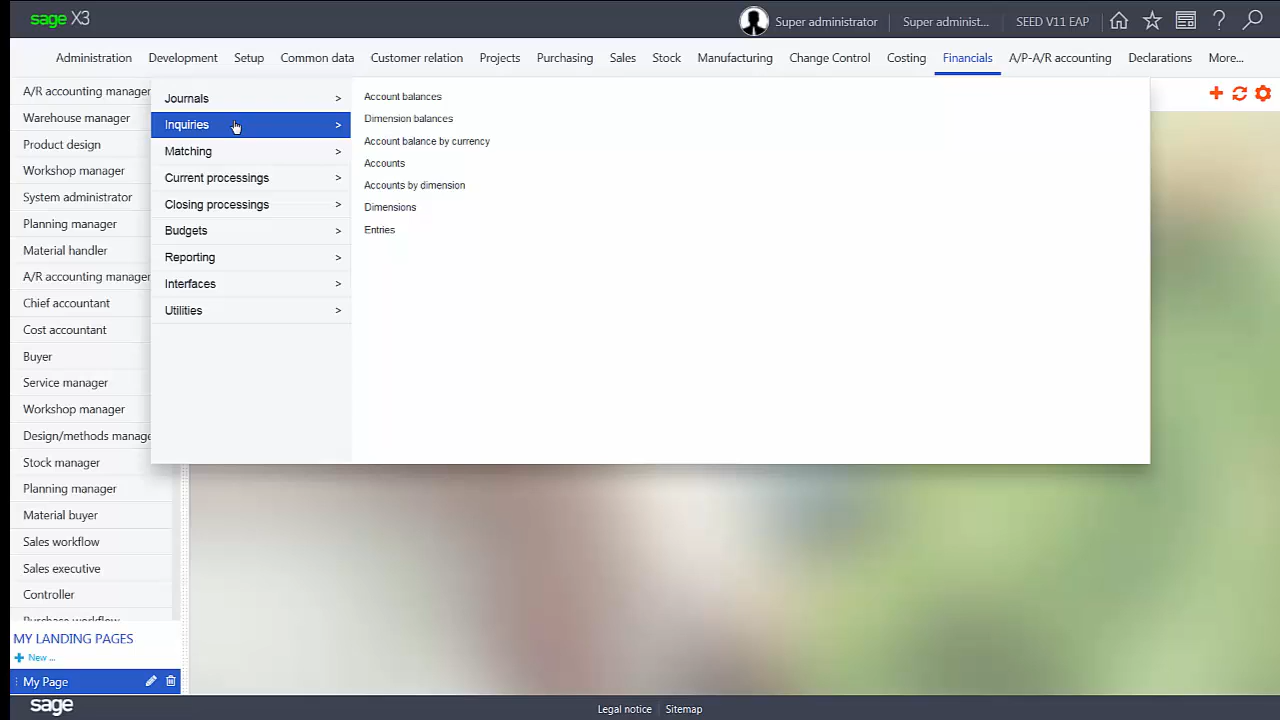 sage X3
Super administrator
Super administ...
SEED V11 EAP
Administration
Development
Setup
Common data
Customer relation
Projects
Purchasing
Sales
Stock
Manufacturing
Change Control
Costing
Financials
A/P-A/R accounting
Declarations
More...
A/R accounting manager
Warehouse manager
Product design
Workshop manager
System administrator
Planning manager
Material handler
A/R accounting manager
Chief accountant
Cost accountant
Buyer
Service manager
Workshop manager
Design/methods manage
Stock manager
Planning manager
Material buyer
Sales workflow
Sales executive
Controller
Purchase workflow
MY LANDING PAGES
New ...
My Page
Journals >
Inquiries >
Matching >
Current processings >
Closing processings >
Budgets >
Reporting >
Interfaces >
Utilities >
Account balances
Dimension balances
Account balance by currency
Accounts
Accounts by dimension
Dimensions
Entries
sage
Legal notice
Sitemap